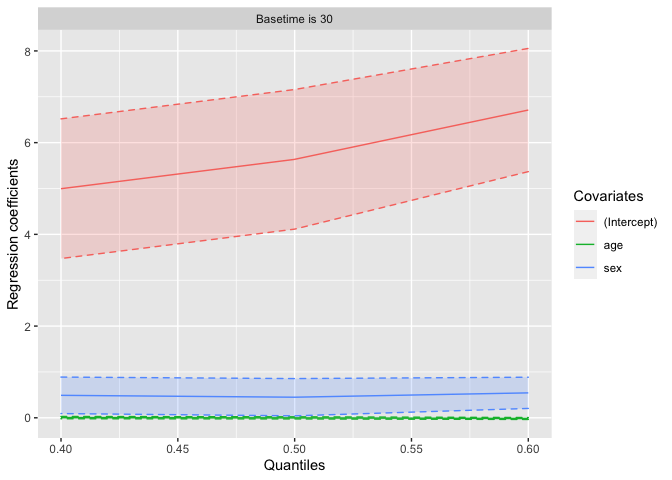 Basetime is 30
8
6
4
2
0
Regression coefficients
0.40 0.45 0.50 0.55 0.60
Quantiles
Covariates
(Intercept)
age
sex